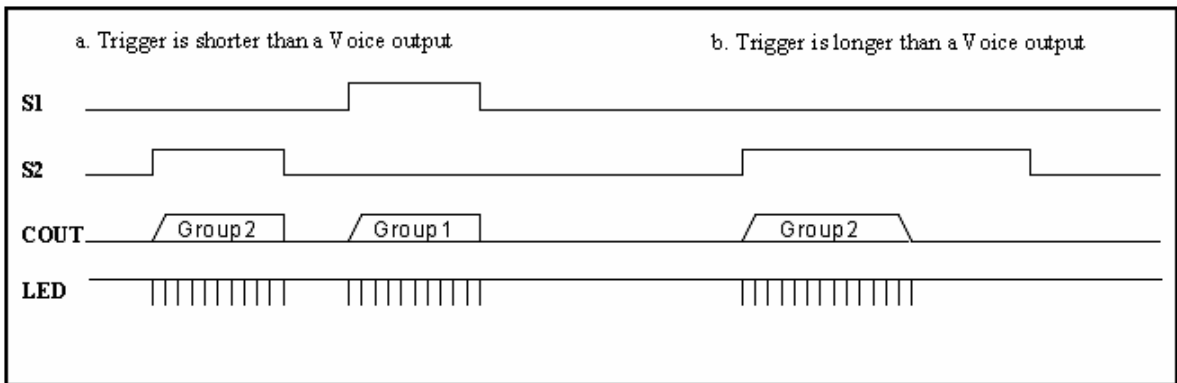 a. Trigger is shorter than a Voice output
b. Trigger is longer than a Voice output
S1
S2
COUT
Group2
Group1
Group2
LED